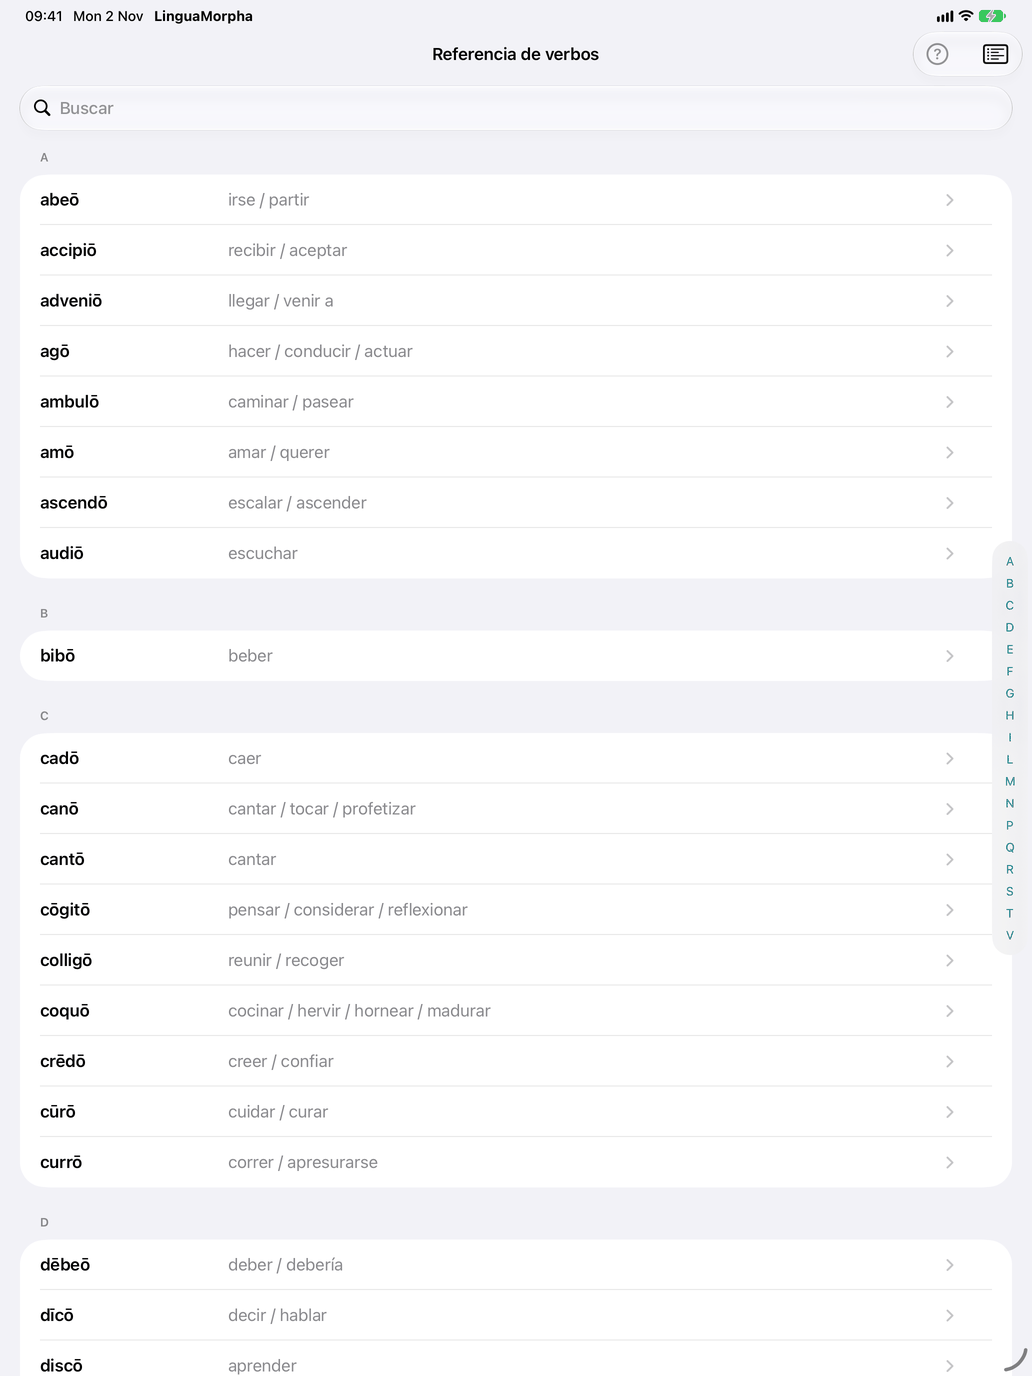 09:41 Mon 2 Nov LinguaMorpha
Referencia de verbos
?
Buscar
A
abeō irse / partir
accipiō recibir / aceptar
adveniō llegar / venir a
agō hacer / conducir / actuar
ambulō caminar / pasear
amō amar / querer
ascendō escalar / ascender
audiō escuchar
B
bibō beber
C
cadō caer
canō cantar / tocar / profetizar
cantō cantar
cōgitō pensar / considerar / reflexionar
colligō reunir / recoger
coquō cocinar / hervir / hornear / madurar
crēdō creer / confiar
cūrō cuidar / curar
currō correr / apresurarse
D
dēbeō deber / debería
dīcō decir / hablar
discō aprender
A
B
C
D
E
F
G
H
I
L
M
N
P
Q
R
S
T
V